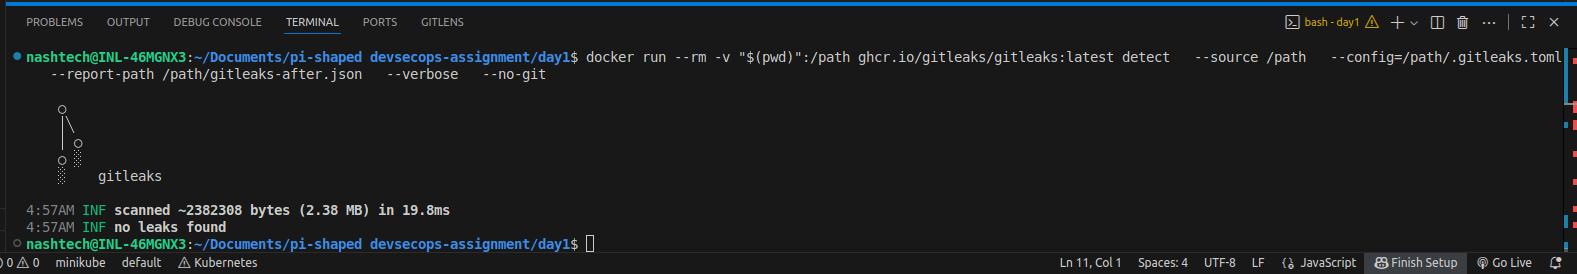 PROBLEMS OUTPUT DEBUG CONSOLE TERMINAL PORTS GITLENS bash - day1
nashtech@INL-46MGNX3:~/Documents/pi-shaped devsecops-assignment/day1$ docker run --rm -v "$(pwd)":/path ghcr.io/gitleaks/gitleaks:latest detect   --source /path   --config=/path/.gitleaks.toml
--report-path /path/gitleaks-after.json   --verbose   --no-git
gitleaks
4:57AM INF scanned ~2382308 bytes (2.38 MB) in 19.8ms
4:57AM INF no leaks found
nashtech@INL-46MGNX3:~/Documents/pi-shaped devsecops-assignment/day1$
0 0 minikube default Kubernetes Ln 11, Col 1 Spaces: 4 UTF-8 LF JavaScript Finish Setup Go Live